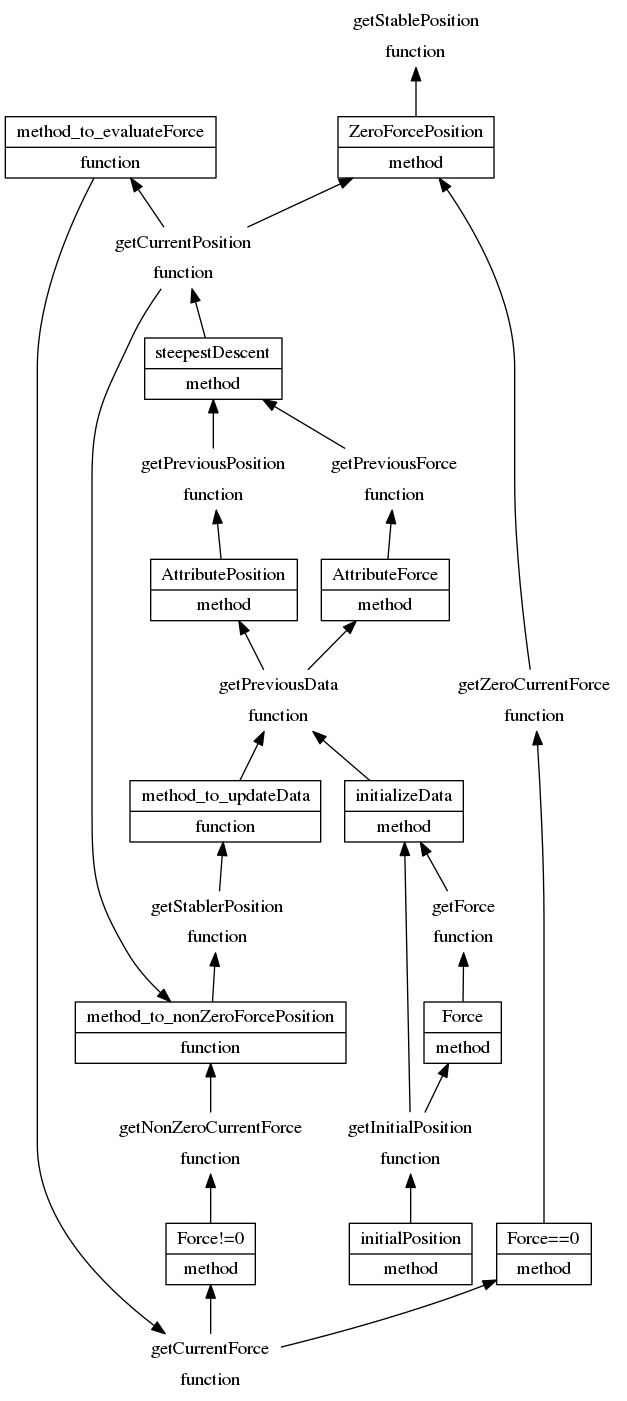 getStablePosition
function
method_to_evaluateForce
function
ZeroForcePosition
method
getCurrentPosition
function
steepestDescent
method
getPreviousPosition
function
getPreviousForce
function
AttributePosition
method
AttributeForce
method
getPreviousData
function
getZeroCurrentForce
function
method_to_updateData
function
initializeData
method
getStablerPosition
function
getForce
function
method_to_nonZeroForcePosition
function
Force
method
getNonZeroCurrentForce
function
getInitialPosition
function
Force!=0
method
initialPosition
method
Force==0
method
getCurrentForce
function